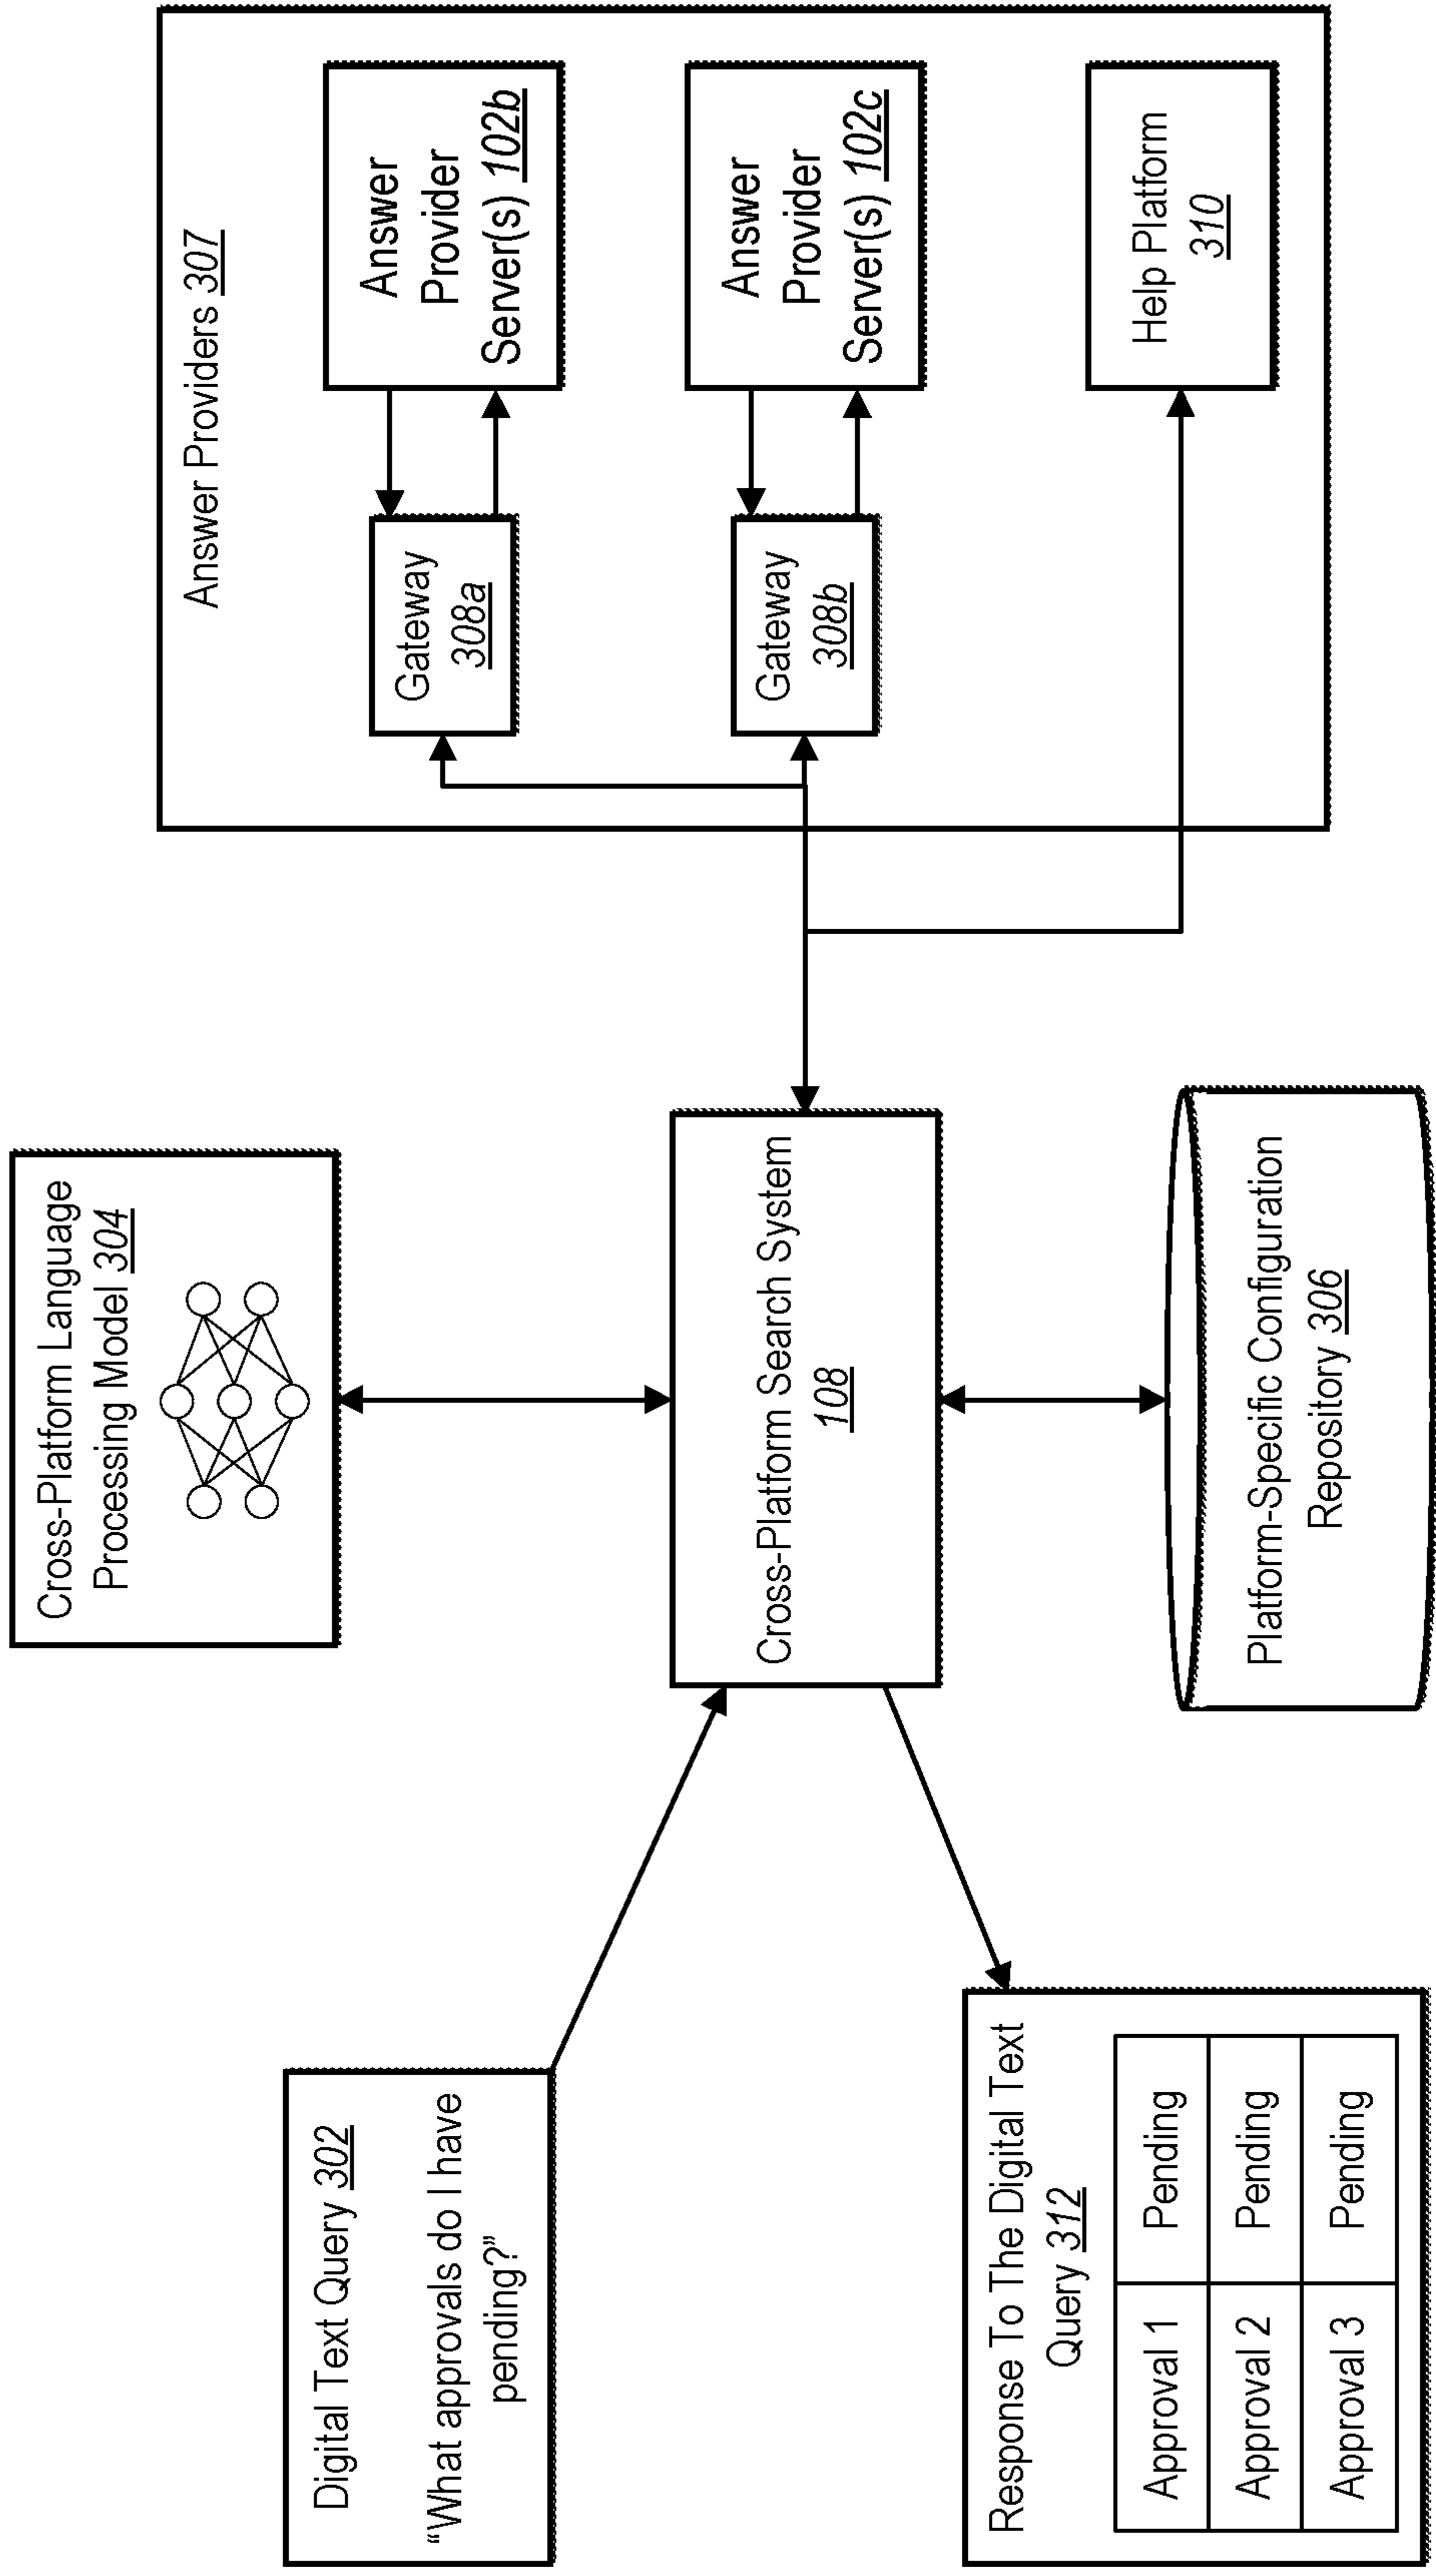 Digital Text Query 302
“What approvals do I have
pending?”
Response To The Digital Text
Query 312
Approval 1 Pending
Approval 2 Pending
Approval 3 Pending
Cross-Platform Language
Processing Model 304
Cross-Platform Search System
108
Platform-Specific Configuration
Repository 306
Answer Providers 307
Gateway
308a
Answer
Provider
Server(s) 102b
Gateway
308b
Answer
Provider
Server(s) 102c
Help Platform
310